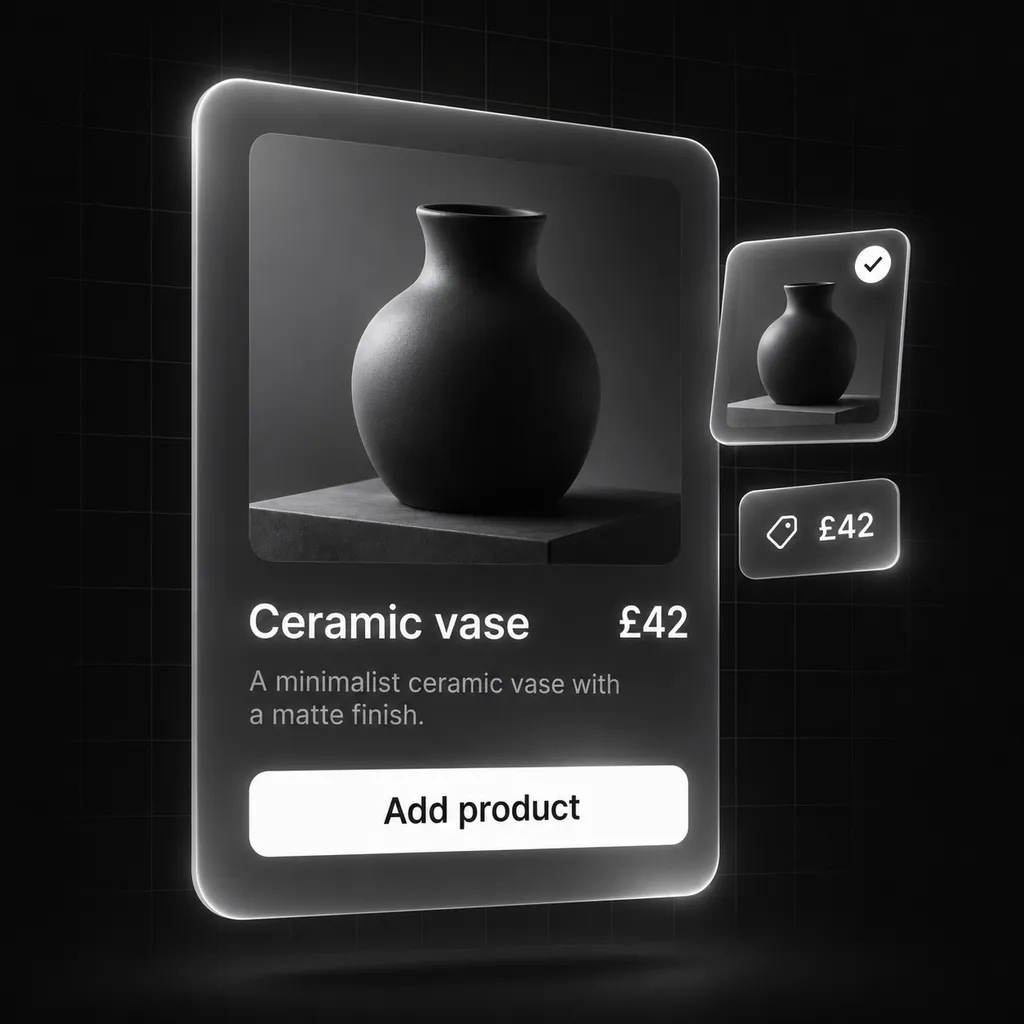 Ceramic vase £42
A minimalist ceramic vase with
a matte finish.
Add product
£42